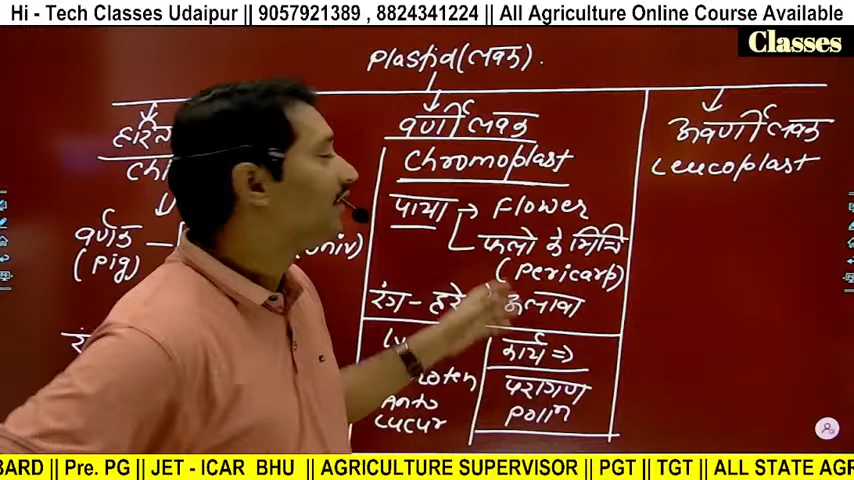 Hi - Tech Classes Udaipur || 9057921389 , 8824341224 || All Agriculture Online Course Available
Classes
Plastid (लवक).
वर्णी लवक
Chromoplast
पाया → Flower
फलो के भित्ति
(Pericarp)
रंग - हरे अलावा
कार्य ⇒
परागण
Pollin
अवर्णी लवक
Leucoplast
वर्णक —
(Pig)
Anto
BARD || Pre. PG || JET - ICAR BHU || AGRICULTURE SUPERVISOR || PGT || TGT || ALL STATE AGR